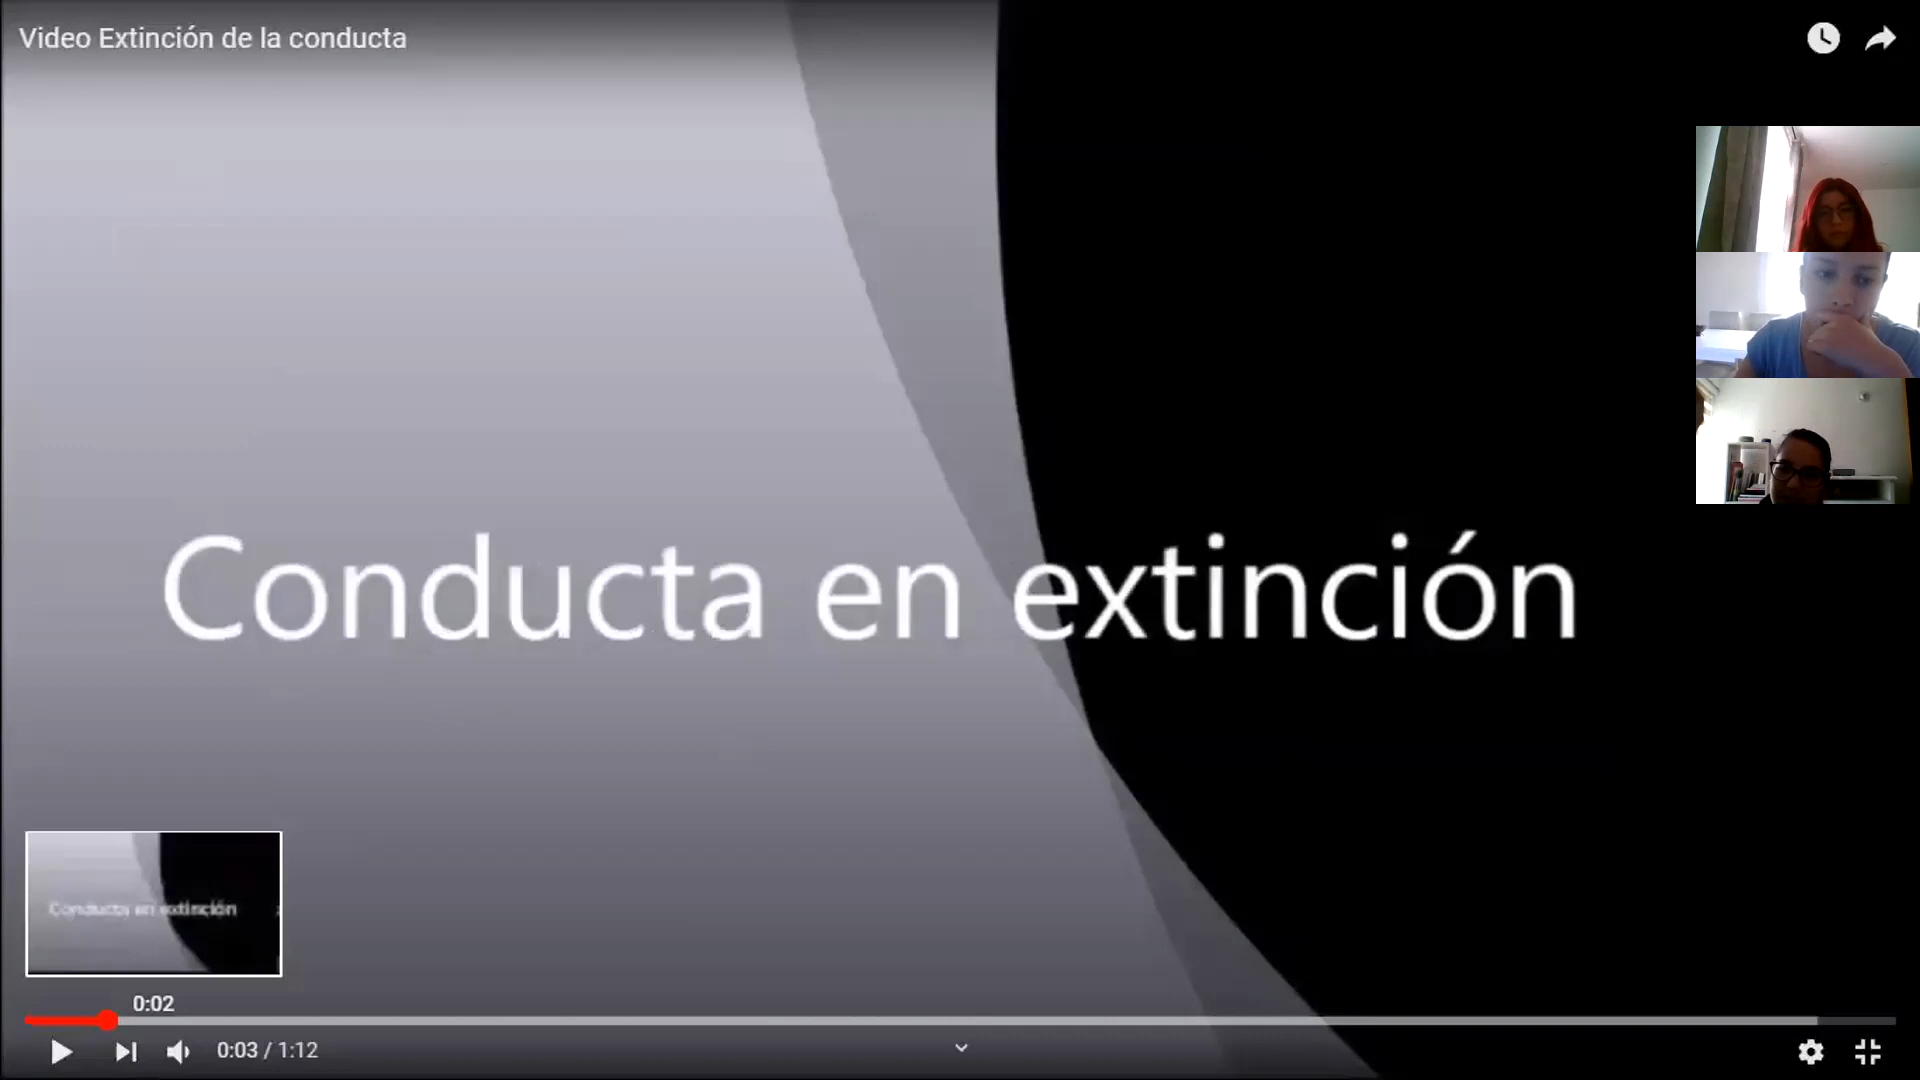 Video Extinción de la conducta
Conducta en extinción
Conducta en extinción
0:02
0:03 / 1:12